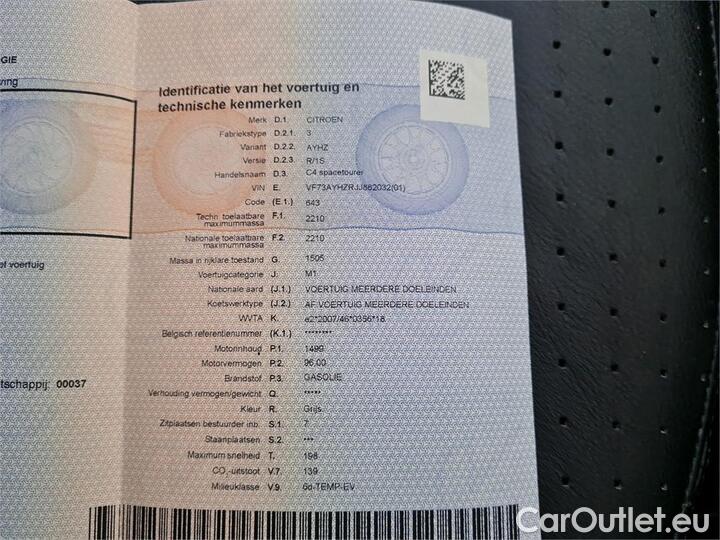 GIE
Identificatie van het voertuig en
technische kenmerken
Merk D.1. CITROEN
Fabriekstype D.2.1. 3
Variant D.2.2. AYHZ
Versie D.2.3. R/1S
Handelsnaam D.3. C4 spacetourer
VIN E. VF73AYHZRJJ862032(01)
Code (E.1.) 643
Techn. toelaatbare maximummassa F.1. 2210
Nationale toelaatbare maximummassa F.2. 2210
Massa in rijklare toestand G. 1505
Voertuigcategorie J. M1
Nationale aard (J.1.) VOERTUIG MEERDERE DOELEINDEN
Koetswerktype (J.2.) AF VOERTUIG MEERDERE DOELEINDEN
WVTA K. e2*2007/46*0356*18
Belgisch referentienummer (K.1.) ********
el voertuig
Motorinhoud P.1. 1499
Motorvermogen P.2. 96.00
Brandstof P.3. GASOLIE
tschappij: 00037
Verhouding vermogen/gewicht Q. *****
Kleur R. Grijs
Zitplaatsen bestuurder inb. S.1. 7
Staanplaatsen S.2. ***
Maximum snelheid T. 198
CO₂-uitstoot V.7. 139
Milieuklasse V.9. 6d-TEMP-EV
CarOutlet.eu